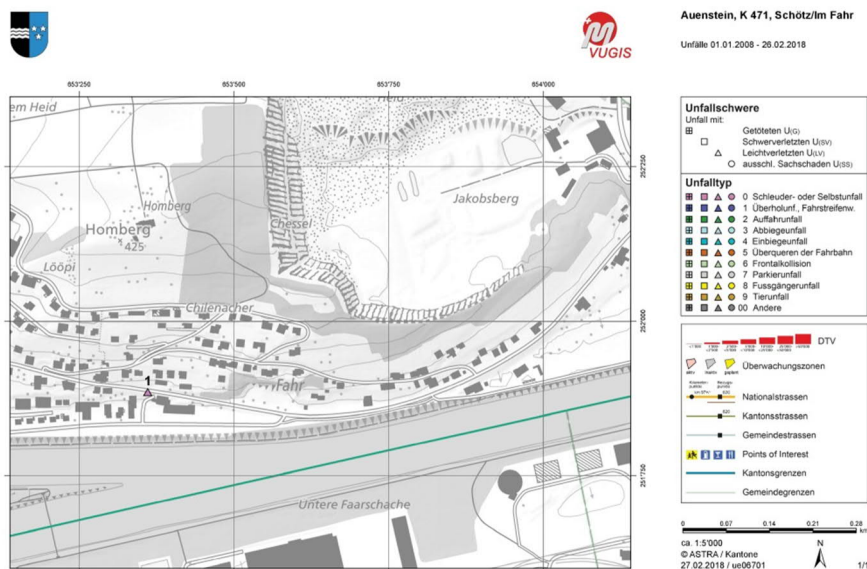 Auenstein, K 471, Schötz/Im Fahr
Unfälle 01.01.2008 - 26.02.2018
VUGIS
653'250
653'500
653'750
654'000
252'250
252'000
251'750
em Heid
Heid
Homberg
Homberg
425
Lööpi
Chessel
Jakobsberg
Chilenacher
1
Fahr
Untere Faarschache
Unfallschwere
Unfall mit:
Getöteten U(G)
Schwerverletzten U(SV)
Leichtverletzten U(LV)
ausschl. Sachschaden U(SS)
Unfalltyp
0 Schleuder- oder Selbstunfall
1 Überholunf., Fahrstreifenw.
2 Auffahrunfall
3 Abbiegeunfall
4 Einbiegeunfall
5 Überqueren der Fahrbahn
6 Frontalkollision
7 Parkierunfall
8 Fussgängerunfall
9 Tierunfall
00 Andere
DTV
Überwachungszonen
Nationalstrassen
Kantonsstrassen
Gemeindestrassen
Points of Interest
Kantonsgrenzen
Gemeindegrenzen
0 0.07 0.14 0.21 0.28
km
ca. 1:5'000
© ASTRA / Kantone
27.02.2018 / ue06701
N
1/1